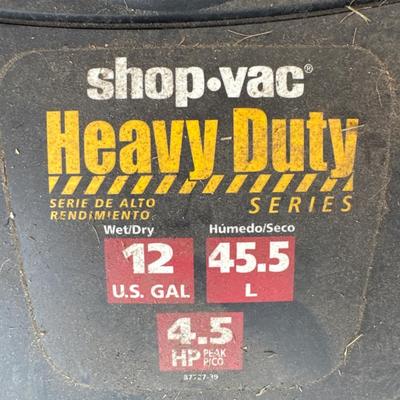 shop•vac®
Heavy Duty
SERIE DE ALTO
RENDIMIENTO
SERIES
Wet/Dry
12
U.S. GAL
Húmedo/Seco
45.5
L
4.5
HP PEAK
PICO